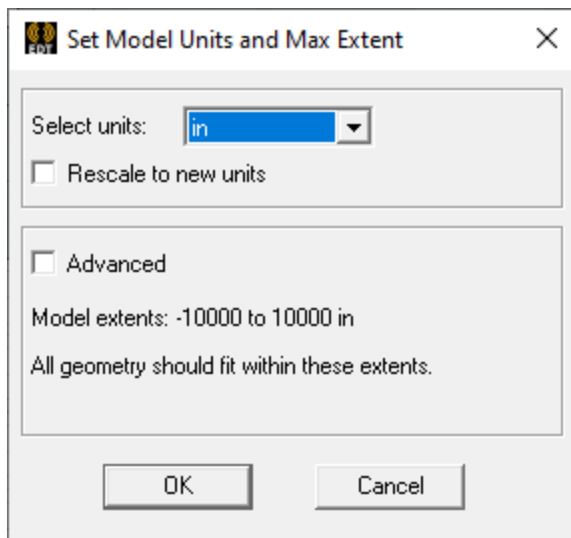 EDT Set Model Units and Max Extent
Select units: in
Rescale to new units
Advanced
Model extents: -10000 to 10000 in
All geometry should fit within these extents.
OK Cancel